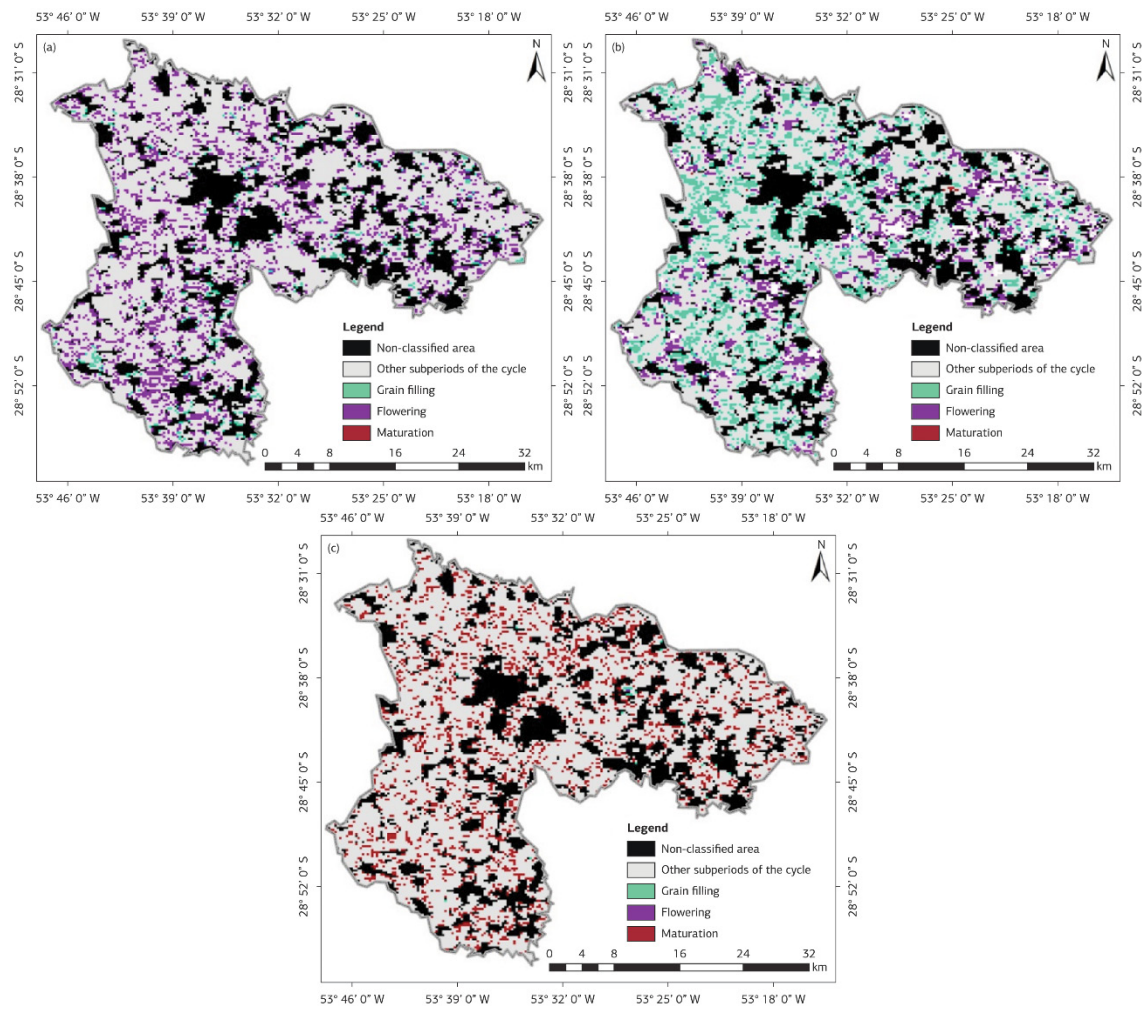 53° 46' 0" W 53° 39' 0" W 53° 32' 0" W 53° 25' 0" W 53° 18' 0" W
(a)
N
28° 31' 0" S
28° 38' 0" S
28° 45' 0" S
28° 52' 0" S
Legend
Non-classified area
Other subperiods of the cycle
Grain filling
Flowering
Maturation
0 4 8 16 24 32
km
28° 31' 0" S
28° 38' 0" S
28° 45' 0" S
28° 52' 0" S
53° 46' 0" W 53° 39' 0" W 53° 32' 0" W 53° 25' 0" W 53° 18' 0" W
53° 46' 0" W 53° 39' 0" W 53° 32' 0" W 53° 25' 0" W 53° 18' 0" W
(b)
N
28° 31' 0" S
28° 38' 0" S
28° 45' 0" S
28° 52' 0" S
Legend
Non-classified area
Other subperiods of the cycle
Grain filling
Flowering
Maturation
0 4 8 16 24 32
km
28° 31' 0" S
28° 38' 0" S
28° 45' 0" S
28° 52' 0" S
53° 46' 0" W 53° 39' 0" W 53° 32' 0" W 53° 25' 0" W 53° 18' 0" W
53° 46' 0" W 53° 39' 0" W 53° 32' 0" W 53° 25' 0" W 53° 18' 0" W
(c)
N
28° 31' 0" S
28° 38' 0" S
28° 45' 0" S
28° 52' 0" S
Legend
Non-classified area
Other subperiods of the cycle
Grain filling
Flowering
Maturation
0 4 8 16 24 32
km
28° 31' 0" S
28° 38' 0" S
28° 45' 0" S
28° 52' 0" S
53° 46' 0" W 53° 39' 0" W 53° 32' 0" W 53° 25' 0" W 53° 18' 0" W